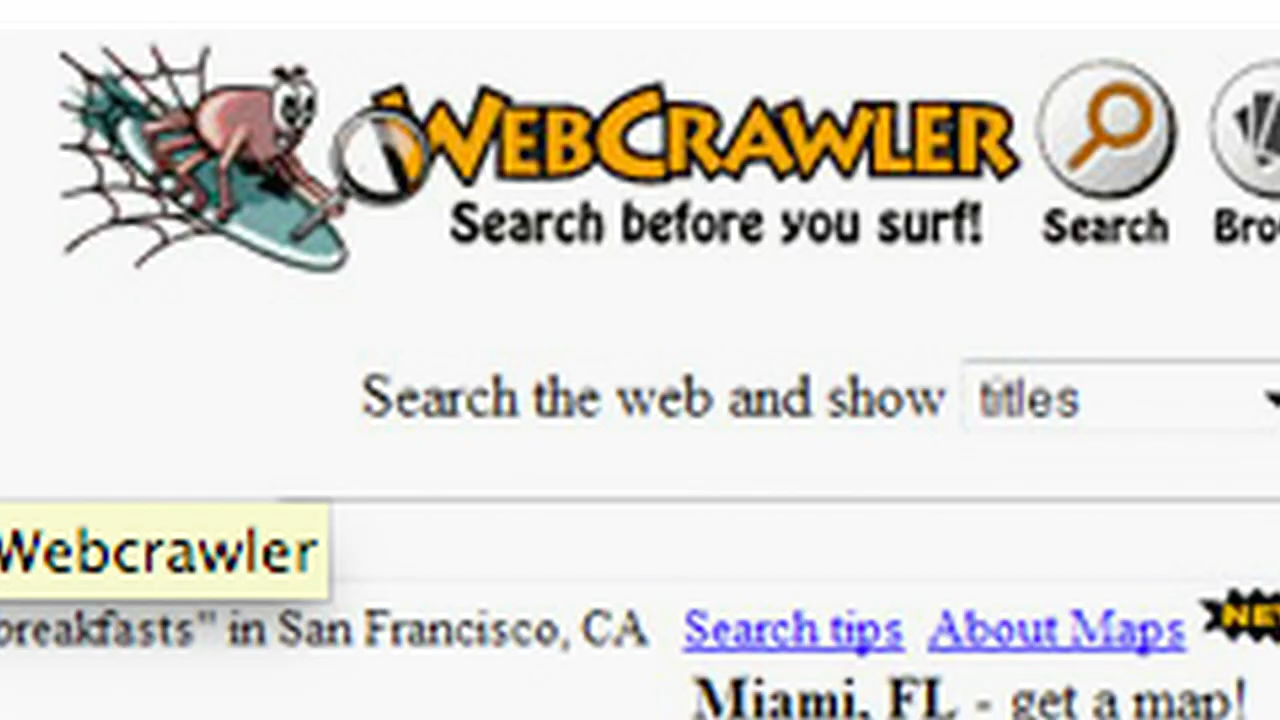 WEBCRAWLER
Search before you surf!
Search
Search the web and show titles
Webcrawler
breakfasts" in San Francisco, CA Search tips About Maps
Miami, FL - get a map!